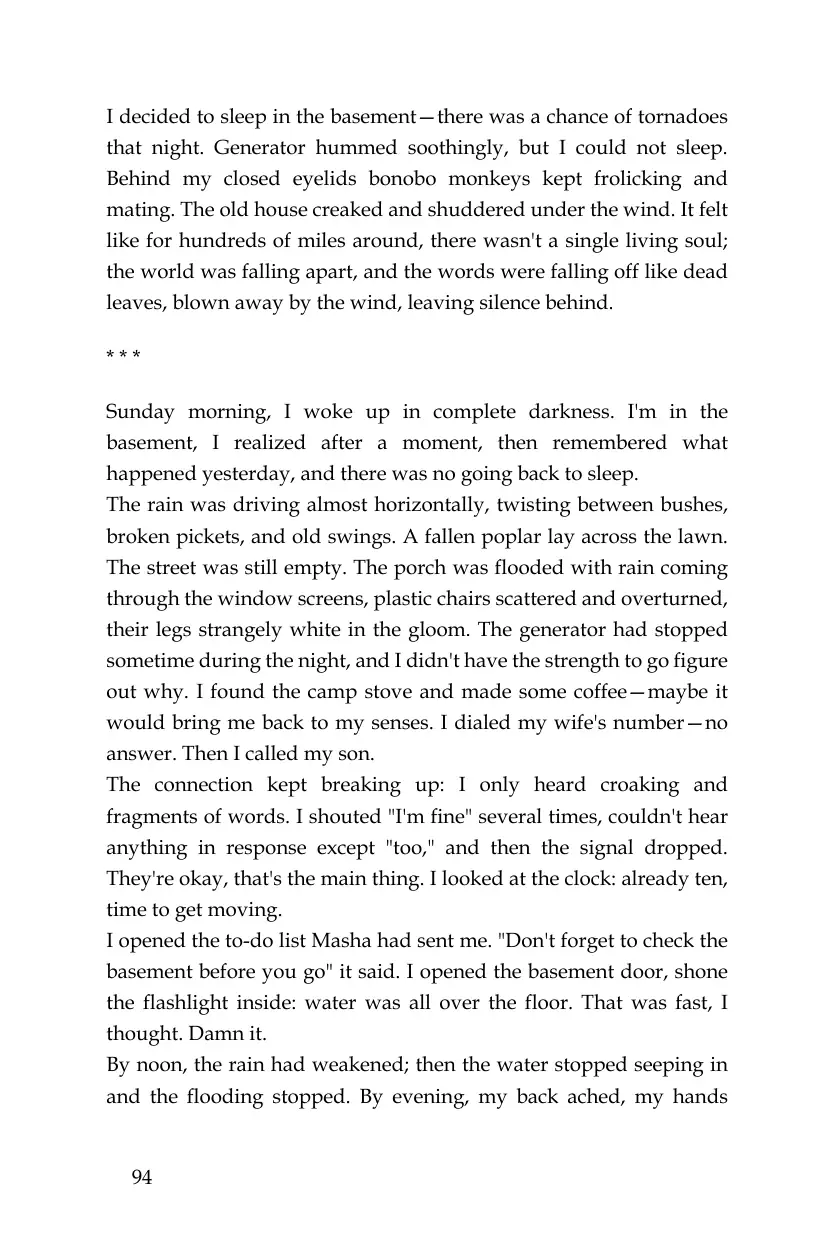 I decided to sleep in the basement—there was a chance of tornadoes
that night. Generator hummed soothingly, but I could not sleep.
Behind my closed eyelids bonobo monkeys kept frolicking and
mating. The old house creaked and shuddered under the wind. It felt
like for hundreds of miles around, there wasn't a single living soul;
the world was falling apart, and the words were falling off like dead
leaves, blown away by the wind, leaving silence behind.
* * *
Sunday morning, I woke up in complete darkness. I'm in the
basement, I realized after a moment, then remembered what
happened yesterday, and there was no going back to sleep.
The rain was driving almost horizontally, twisting between bushes,
broken pickets, and old swings. A fallen poplar lay across the lawn.
The street was still empty. The porch was flooded with rain coming
through the window screens, plastic chairs scattered and overturned,
their legs strangely white in the gloom. The generator had stopped
sometime during the night, and I didn't have the strength to go figure
out why. I found the camp stove and made some coffee—maybe it
would bring me back to my senses. I dialed my wife's number—no
answer. Then I called my son.
The connection kept breaking up: I only heard croaking and
fragments of words. I shouted "I'm fine" several times, couldn't hear
anything in response except "too," and then the signal dropped.
They're okay, that's the main thing. I looked at the clock: already ten,
time to get moving.
I opened the to-do list Masha had sent me. "Don't forget to check the
basement before you go" it said. I opened the basement door, shone
the flashlight inside: water was all over the floor. That was fast, I
thought. Damn it.
By noon, the rain had weakened; then the water stopped seeping in
and the flooding stopped. By evening, my back ached, my hands
94